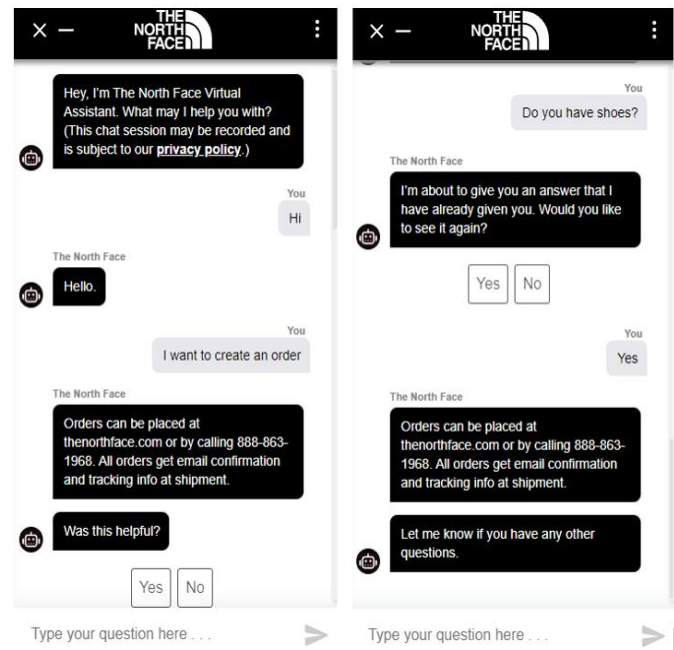 THE
NORTH
FACE
Hey, I'm The North Face Virtual
Assistant. What may I help you with?
(This chat session may be recorded and
is subject to our privacy policy.)
You
Hi
The North Face
Hello.
You
I want to create an order
The North Face
Orders can be placed at
thenorthface.com or by calling 888-863-
1968. All orders get email confirmation
and tracking info at shipment.
Was this helpful?
Yes No
Type your question here . . .
THE
NORTH
FACE
You
Do you have shoes?
The North Face
I'm about to give you an answer that I
have already given you. Would you like
to see it again?
Yes No
You
Yes
The North Face
Orders can be placed at
thenorthface.com or by calling 888-863-
1968. All orders get email confirmation
and tracking info at shipment.
Let me know if you have any other
questions.
Type your question here . . .